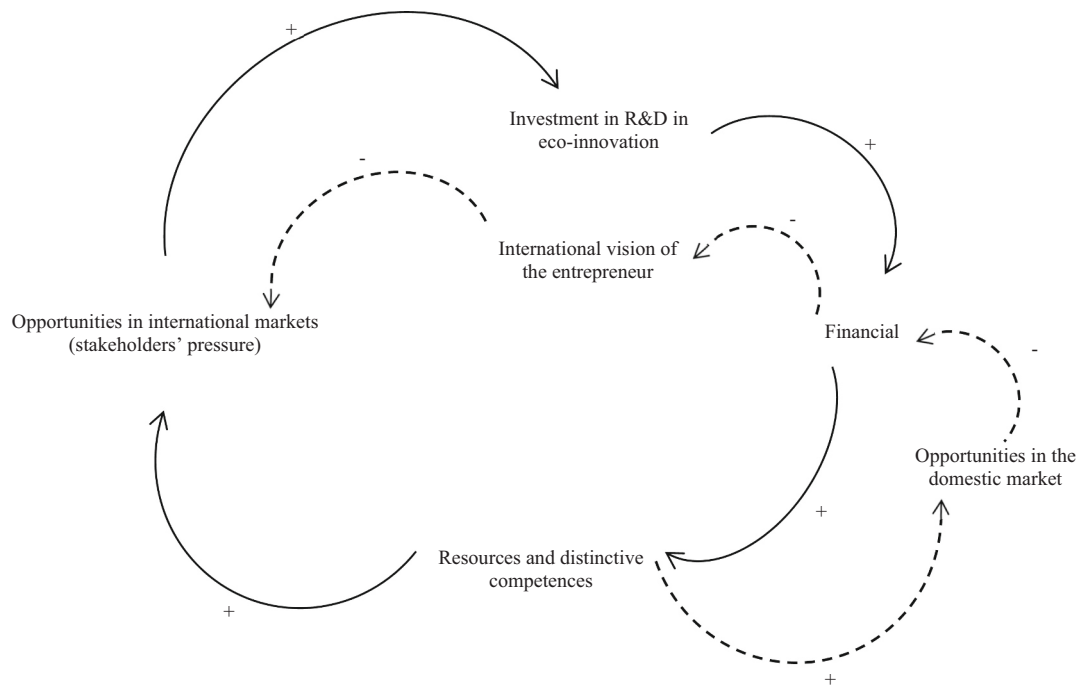 +
Investment in R&D in
eco-innovation
+
-
-
International vision of
the entrepreneur
Opportunities in international markets
(stakeholders’ pressure)
Financial
-
Opportunities in the
domestic market
+
Resources and distinctive
competences
+
+